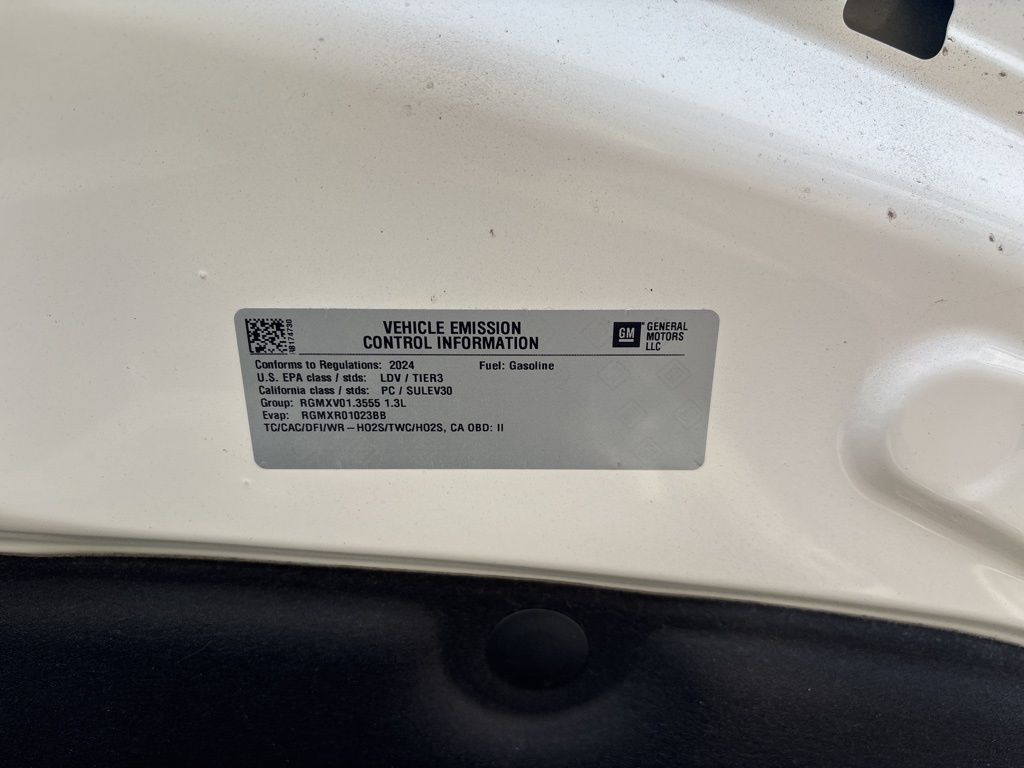 VEHICLE EMISSION
CONTROL INFORMATION
GM
GENERAL
MOTORS
LLC
Conforms to Regulations: 2024 Fuel: Gasoline
U.S. EPA class / stds: LDV / TIER3
California class / stds: PC / SULEV30
Group: RGMXV01.3555 1.3L
Evap: RGMXR01023BB
TC/CAC/DFI/WR-HO2S/TWC/HO2S, CA OBD: II